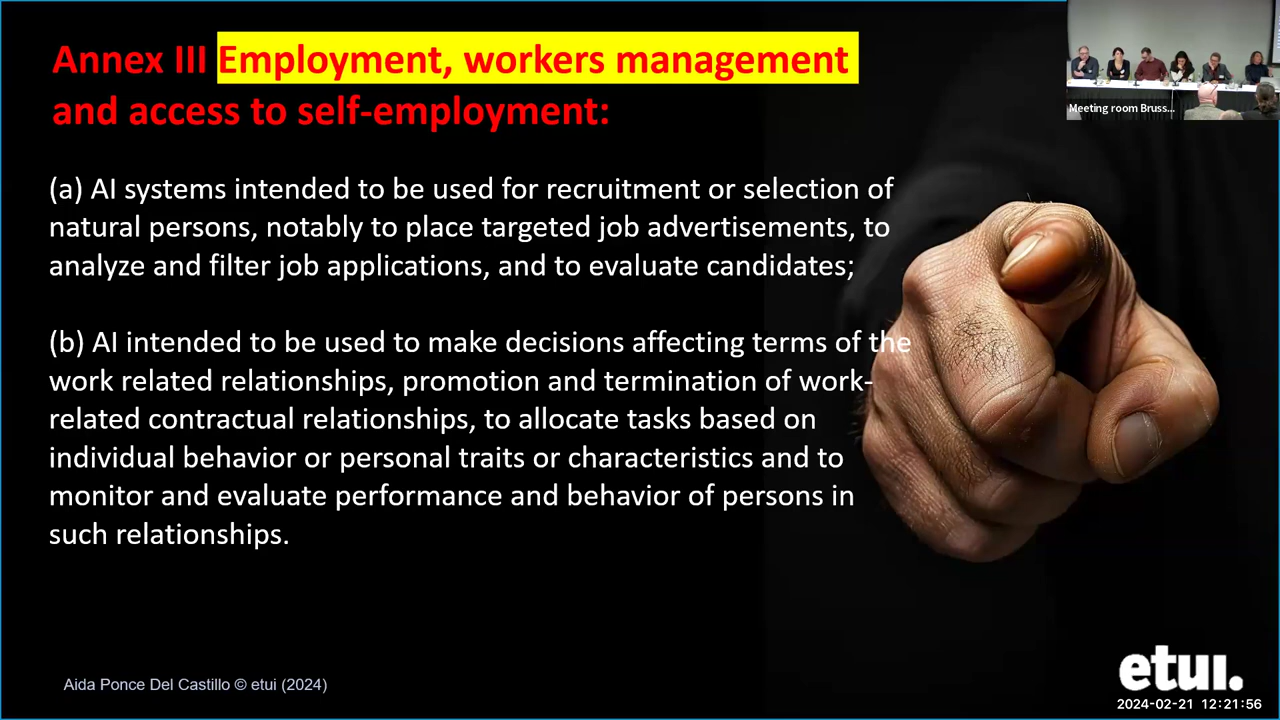 Annex III Employment, workers management
and access to self-employment:
Meeting room Bruss...
(a) AI systems intended to be used for recruitment or selection of
natural persons, notably to place targeted job advertisements, to
analyze and filter job applications, and to evaluate candidates;
(b) AI intended to be used to make decisions affecting terms of the
work related relationships, promotion and termination of work-
related contractual relationships, to allocate tasks based on
individual behavior or personal traits or characteristics and to
monitor and evaluate performance and behavior of persons in
such relationships.
Aida Ponce Del Castillo © etui (2024)
etui.
2024-02-21 12:21:56